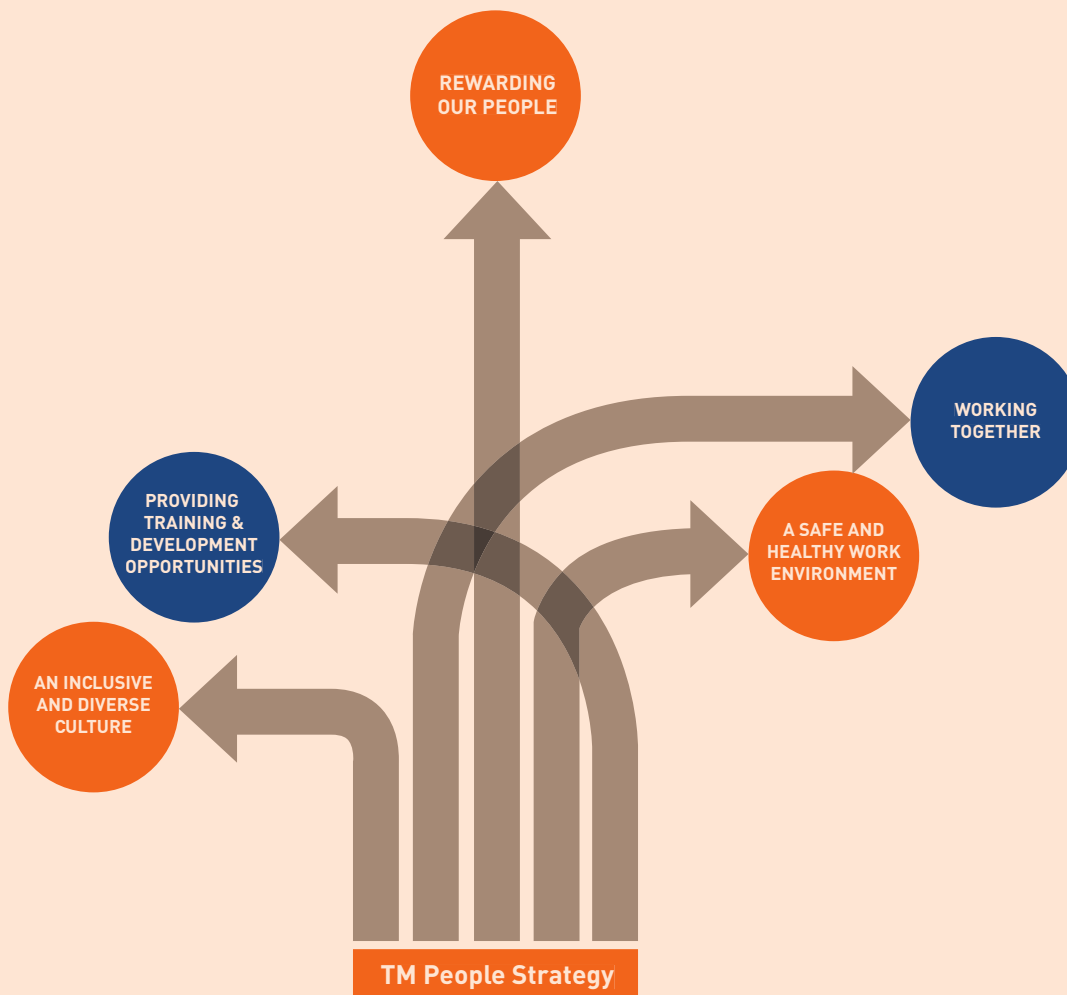 REWARDING
OUR PEOPLE
WORKING
TOGETHER
PROVIDING
TRAINING &
DEVELOPMENT
OPPORTUNITIES
A SAFE AND
HEALTHY WORK
ENVIRONMENT
AN INCLUSIVE
AND DIVERSE
CULTURE
TM People Strategy